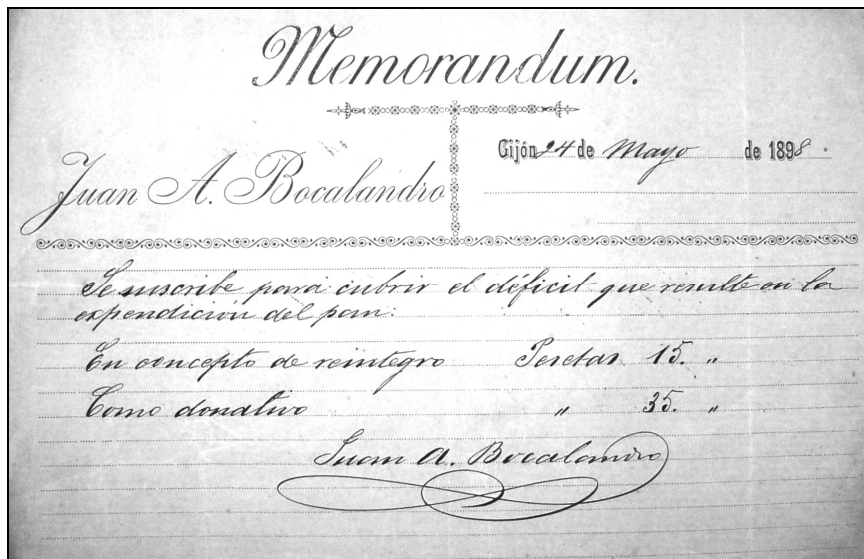 Memorandum.
Juan A. Bocalandro
Gijón 24 de Mayo de 1898
Se suscribe para cubrir el déficit que resulte en la
expendición del pan:
En concepto de reintegro Pesetas 15. "
Como donativo " 35. "
Juan A. Bocalandro